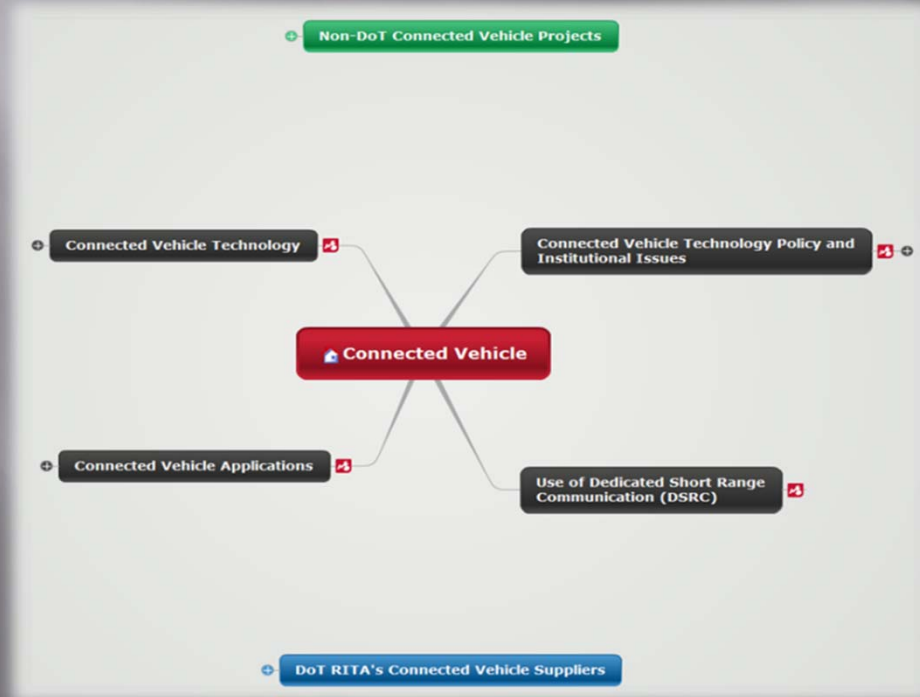 Non-DoT Connected Vehicle Projects
Connected Vehicle Technology
Connected Vehicle Technology Policy and
Institutional Issues
Connected Vehicle
Connected Vehicle Applications
Use of Dedicated Short Range
Communication (DSRC)
DoT RITA's Connected Vehicle Suppliers